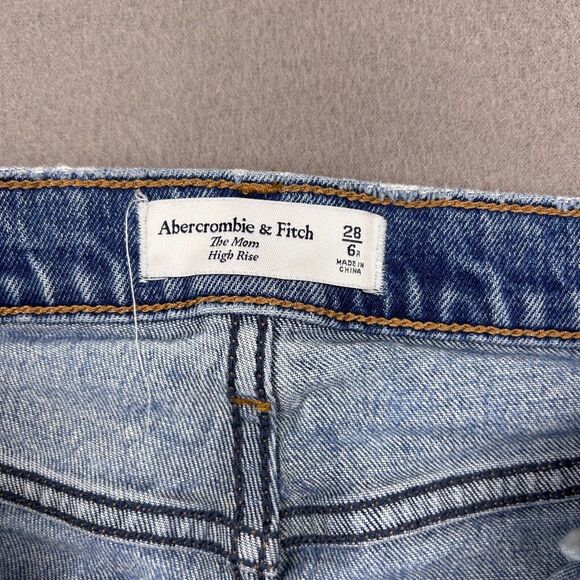 Abercrombie & Fitch
The Mom
High Rise
28
6R
MADE IN
CHINA